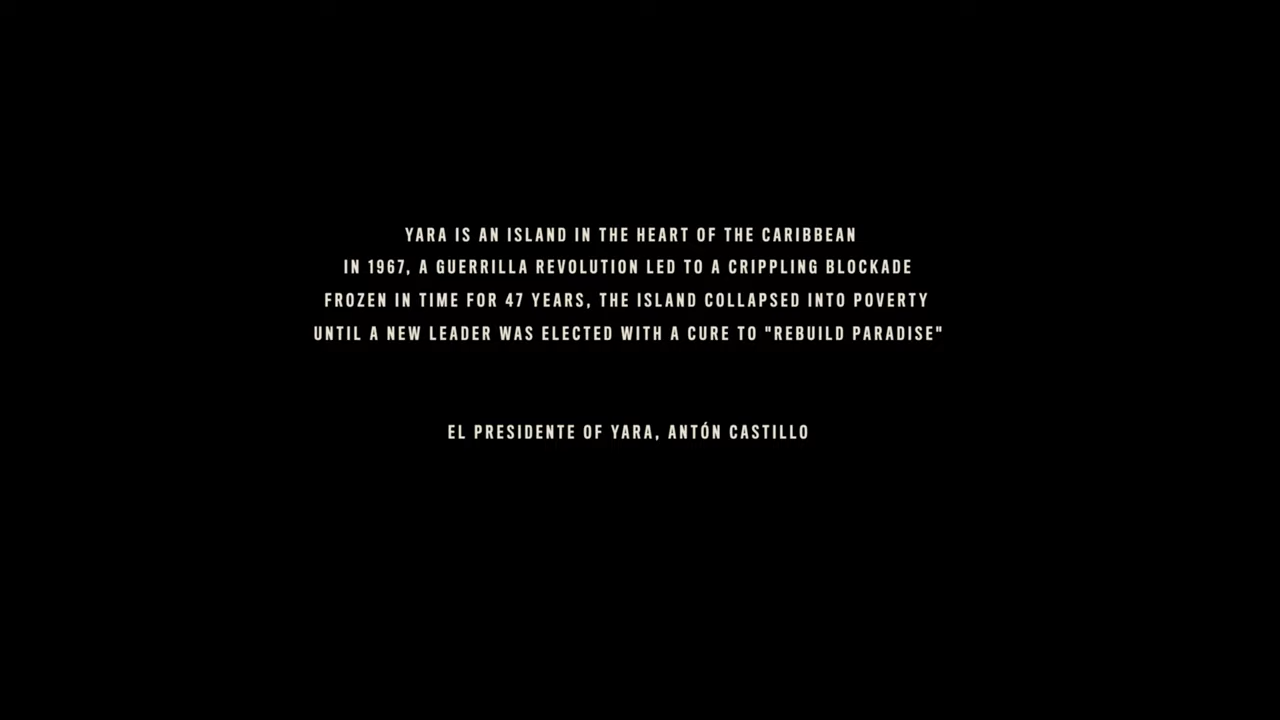 YARA IS AN ISLAND IN THE HEART OF THE CARIBBEAN
IN 1967, A GUERRILLA REVOLUTION LED TO A CRIPPLING BLOCKADE
FROZEN IN TIME FOR 47 YEARS, THE ISLAND COLLAPSED INTO POVERTY
UNTIL A NEW LEADER WAS ELECTED WITH A CURE TO "REBUILD PARADISE"
EL PRESIDENTE OF YARA, ANTÓN CASTILLO